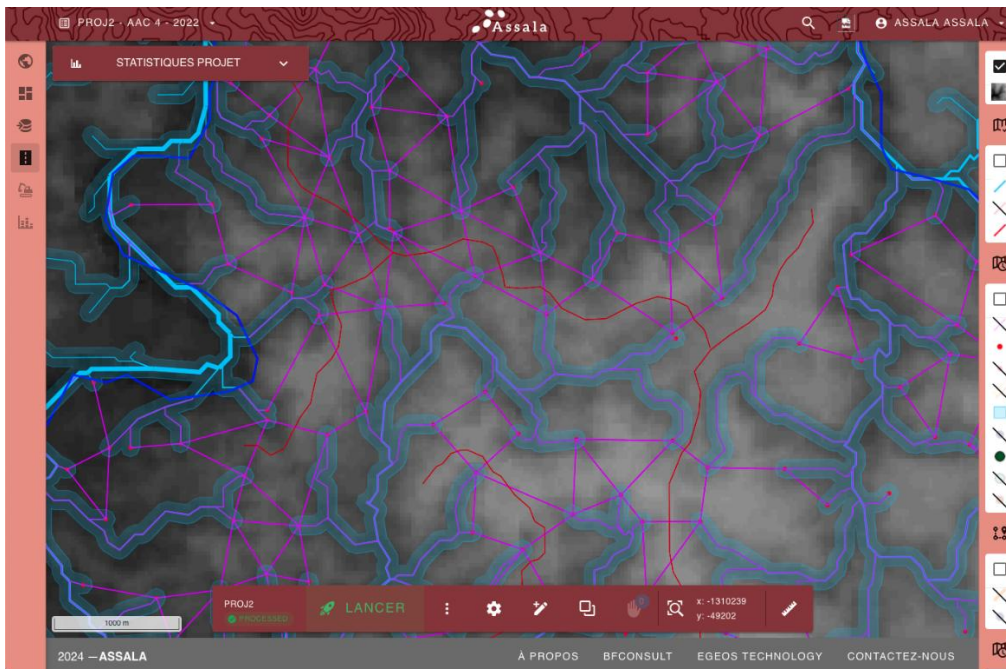 PROJ2 - AAC 4 - 2022
Assala
ASSALA ASSALA
STATISTIQUES PROJET
PROJ2
PROCESSED
LANCER
x: -1310239
y: -49202
1000 m
2024 — ASSALA
À PROPOS
BFCONSULT
EGEOS TECHNOLOGY
CONTACTEZ-NOUS